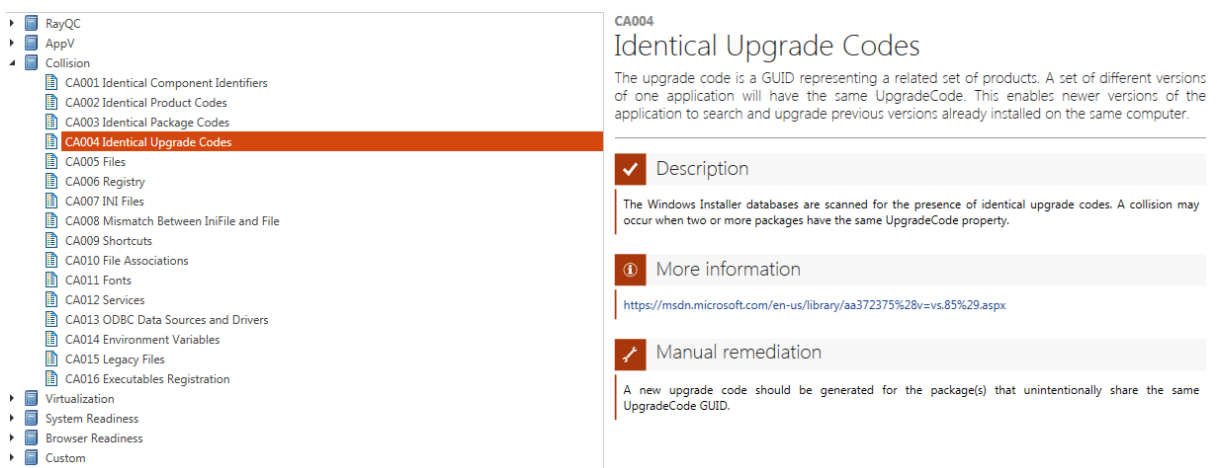 RayQC
AppV
Collision
CA001 Identical Component Identifiers
CA002 Identical Product Codes
CA003 Identical Package Codes
CA004 Identical Upgrade Codes
CA005 Files
CA006 Registry
CA007 INI Files
CA008 Mismatch Between IniFile and File
CA009 Shortcuts
CA010 File Associations
CA011 Fonts
CA012 Services
CA013 ODBC Data Sources and Drivers
CA014 Environment Variables
CA015 Legacy Files
CA016 Executables Registration
Virtualization
System Readiness
Browser Readiness
Custom
CA004
Identical Upgrade Codes
The upgrade code is a GUID representing a related set of products. A set of different versions
of one application will have the same UpgradeCode. This enables newer versions of the
application to search and upgrade previous versions already installed on the same computer.
Description
The Windows Installer databases are scanned for the presence of identical upgrade codes. A collision may
occur when two or more packages have the same UpgradeCode property.
More information
https://msdn.microsoft.com/en-us/library/aa372375%28v=vs.85%29.aspx
Manual remediation
A new upgrade code should be generated for the package(s) that unintentionally share the same
UpgradeCode GUID.